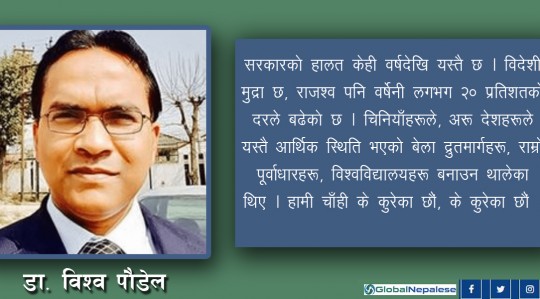 सरकारको हालत केही वर्षदेखि यस्तै छ । विदेशी
मुद्रा छ, राजश्व पनि वर्षेनी लगभग २० प्रतिशतको
दरले बढेको छ । चिनियाँहरूले, अरू देशहरूले
यस्तै आर्थिक स्थिति भएको बेला द्रुतमार्गहरू, राम्रो
पूर्वाधारहरू, विश्वविद्यालयहरू बनाउन थालेका
थिए । हामी चाँही के कुरेका छौं, के कुरेका छौं
डा. विश्व पौडेल
GlobalNepalese